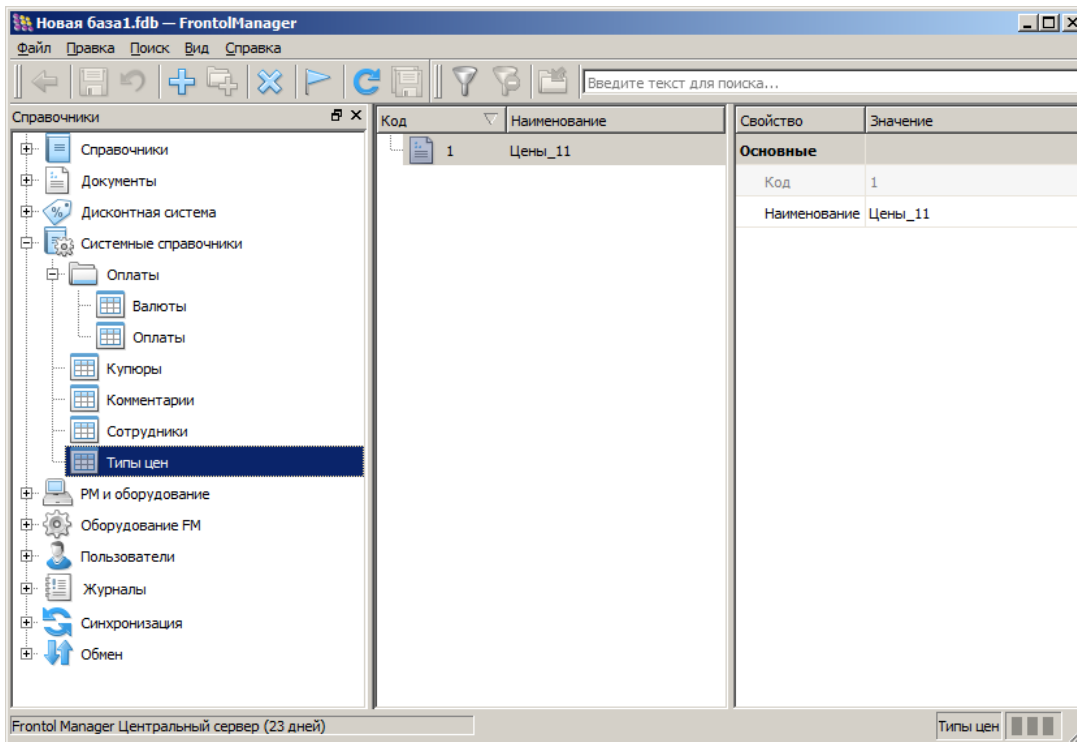 Новая база1.fdb — FrontolManager
Файл Правка Поиск Вид Справка
Введите текст для поиска...
Справочники
Справочники
Документы
Дисконтная система
Системные справочники
Оплаты
Валюты
Оплаты
Купюры
Комментарии
Сотрудники
Типы цен
РМ и оборудование
Оборудование FM
Пользователи
Журналы
Синхронизация
Обмен
Код Наименование
1 Цены_11
Свойство Значение
Основные
Код 1
Наименование Цены_11
Frontol Manager Центральный сервер (23 дней)
Типы цен